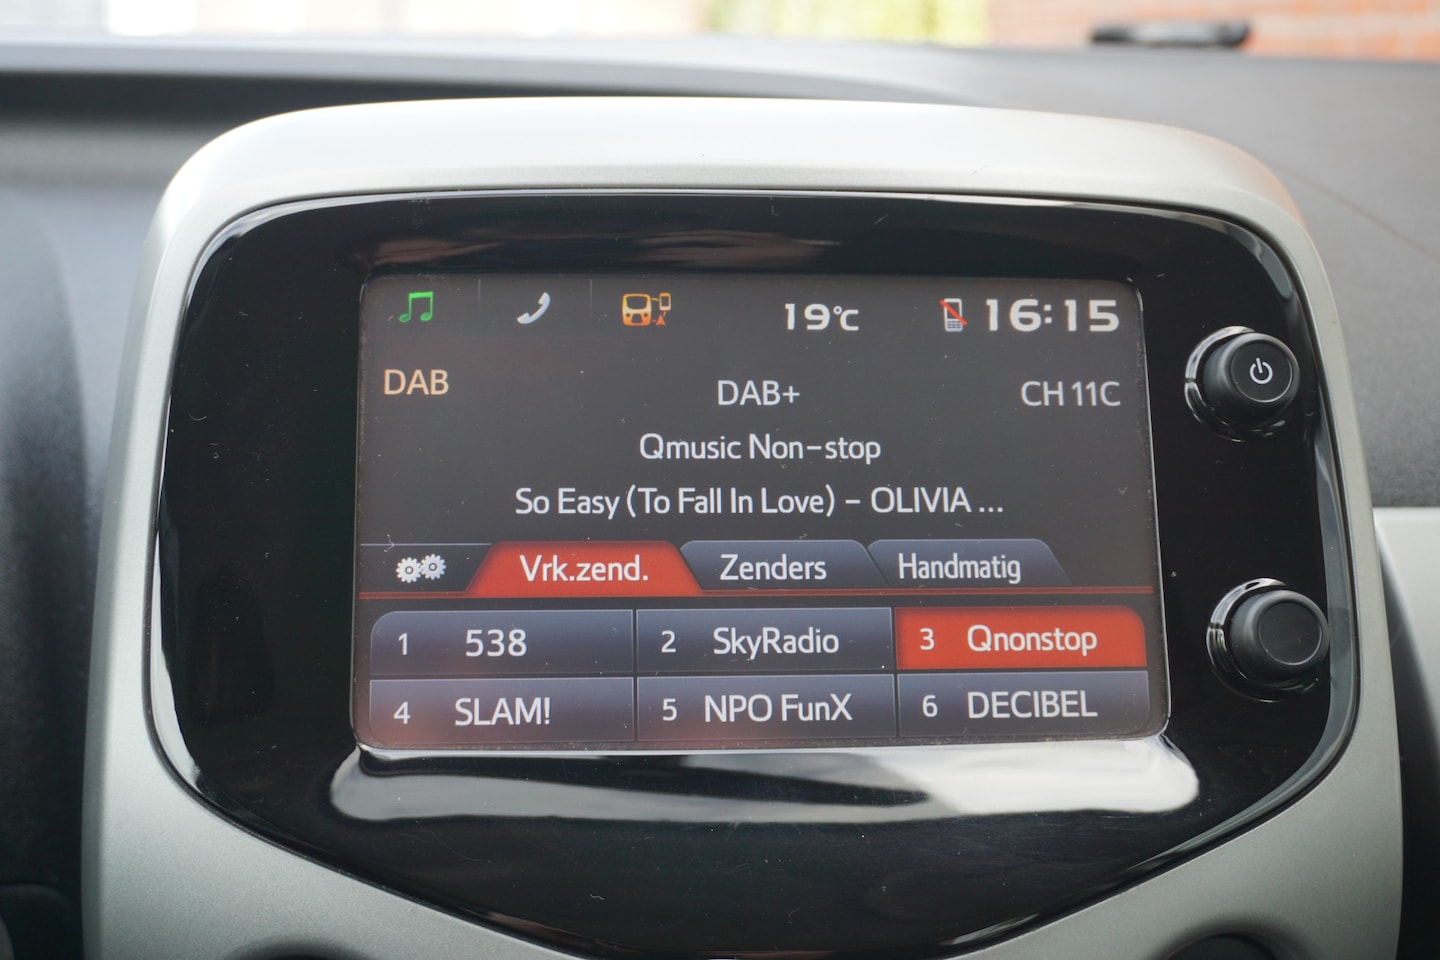 19°C 16:15
DAB DAB+ CH 11C
Qmusic Non-stop
So Easy (To Fall In Love) - OLIVIA ...
Vrk.zend. Zenders Handmatig
1 538 2 SkyRadio 3 Qnonstop
4 SLAM! 5 NPO FunX 6 DECIBEL